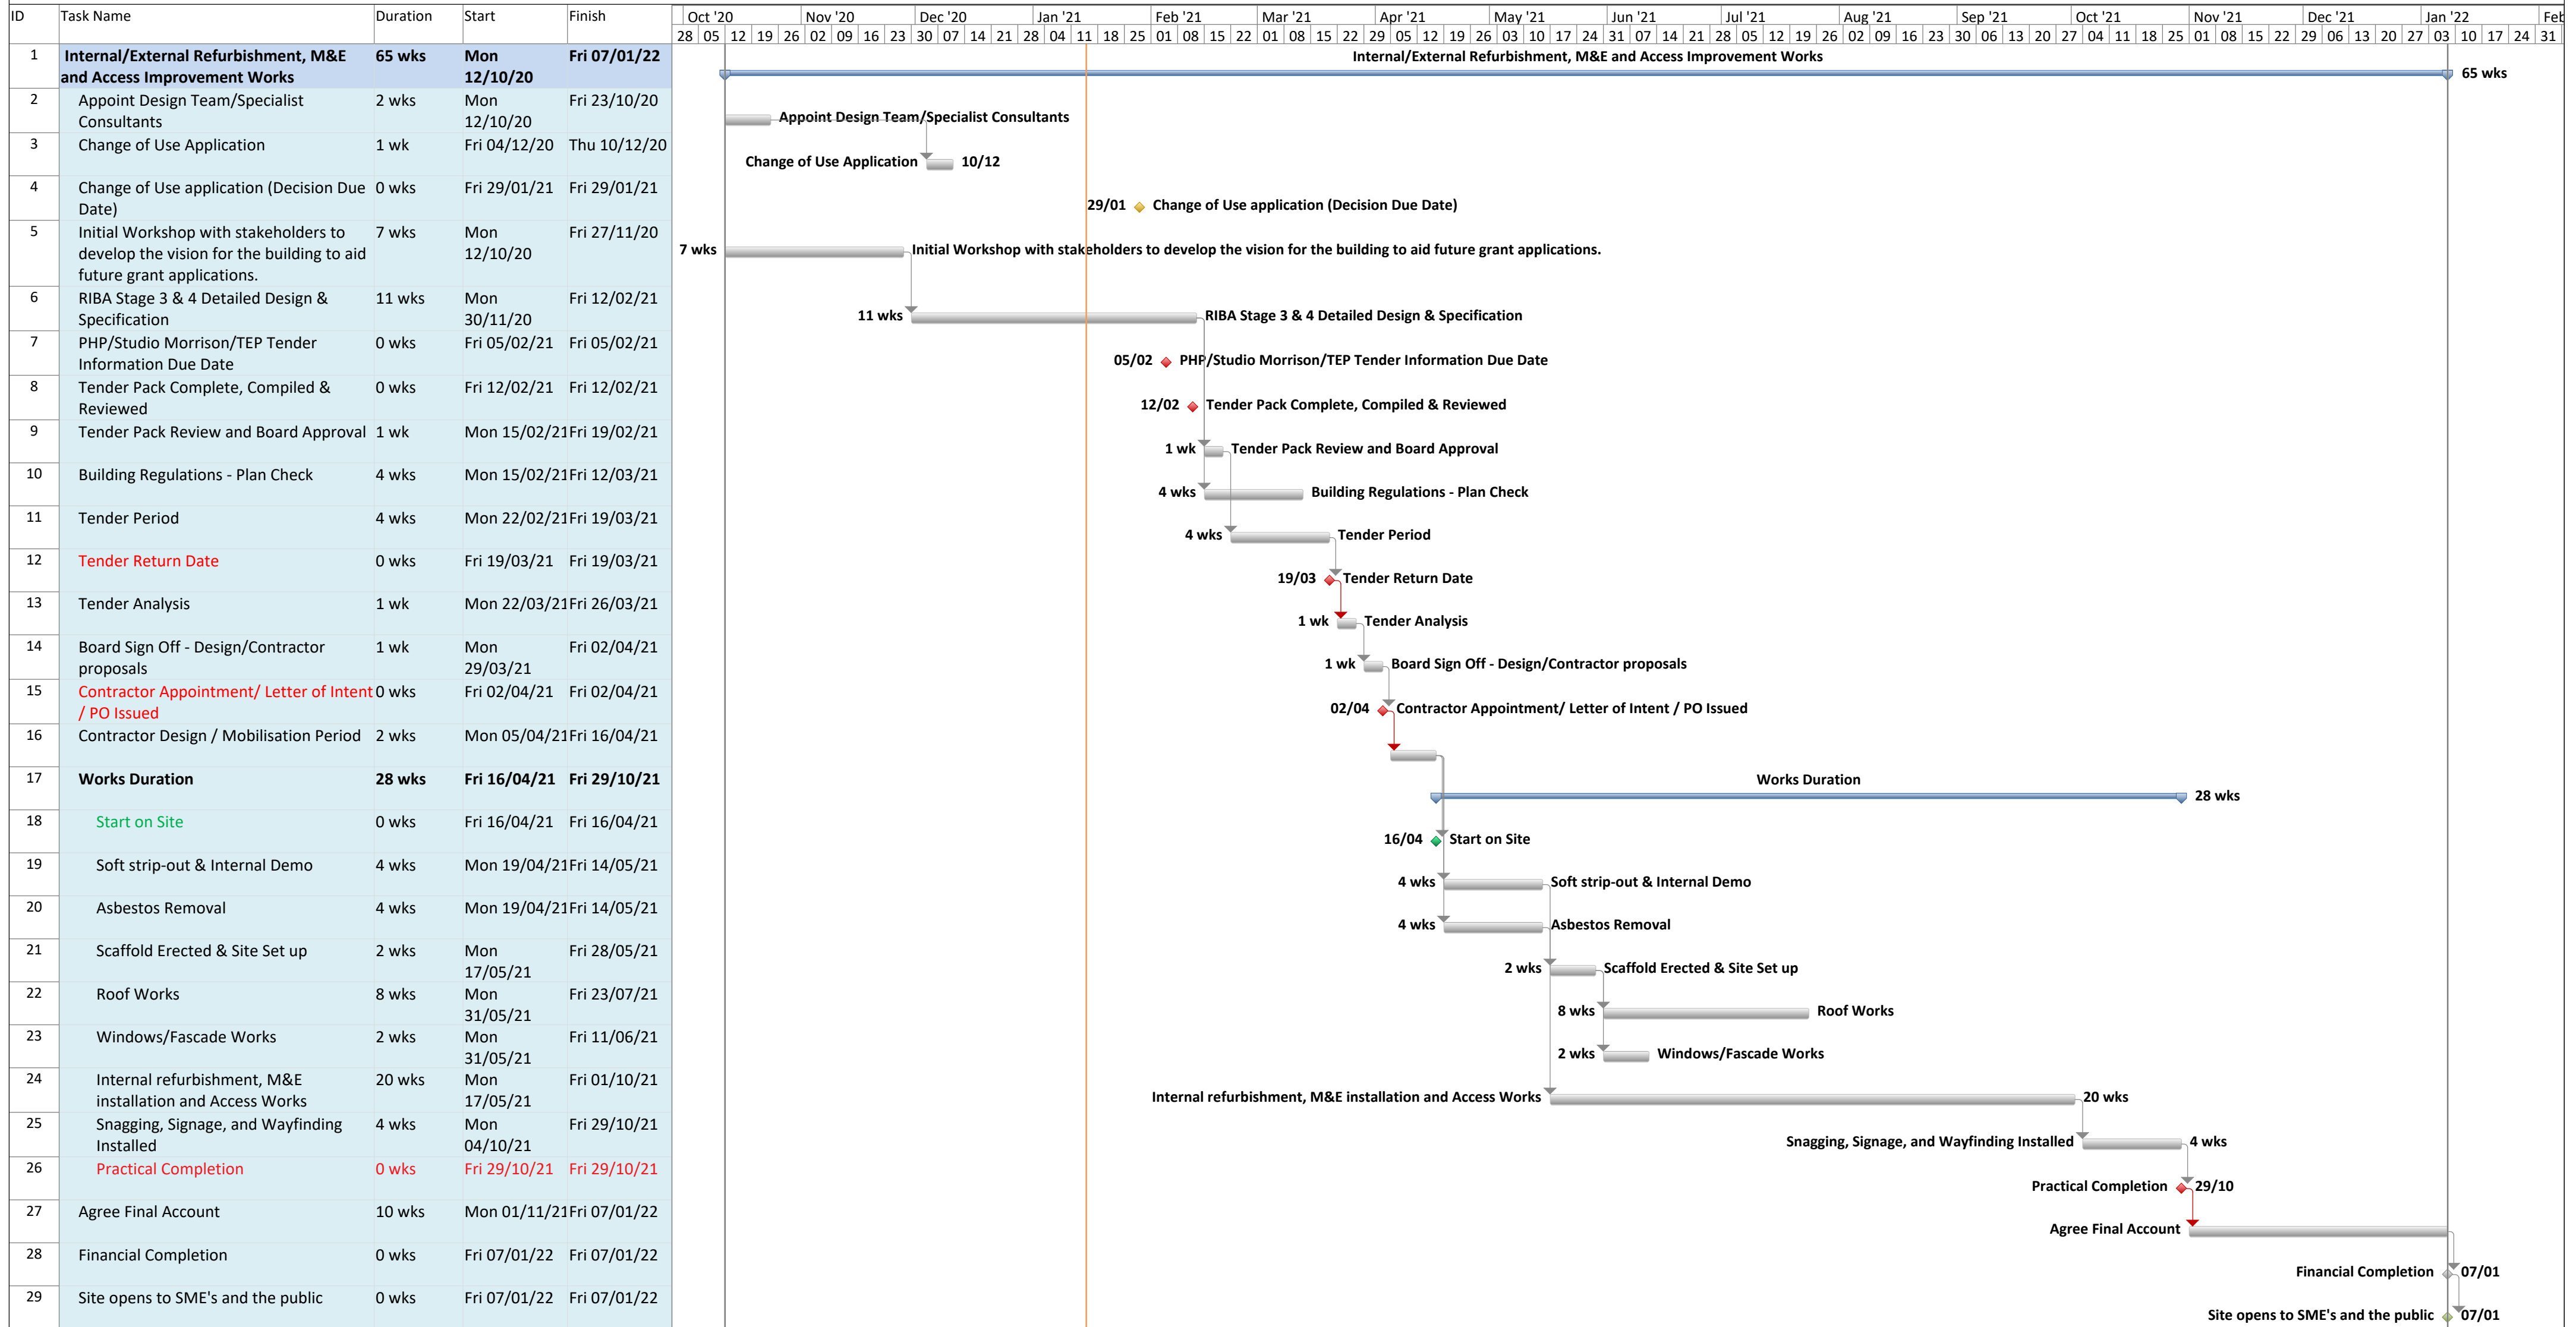 ID Task Name Duration Start Finish Oct '20 Nov '20 Dec '20 Jan '21 Feb '21 Mar '21 Apr '21 May '21 Jun '21 Jul '21 Aug '21 Sep '21 Oct '21 Nov '21 Dec '21 Jan '22 Feb
28 05 12 19 26 02 09 16 23 30 07 14 21 28 04 11 18 25 01 08 15 22 01 08 15 22 29 05 12 19 26 03 10 17 24 31 07 14 21 28 05 12 19 26 02 09 16 23 30 06 13 20 27 04 11 18 25 01 08 15 22 29 06 13 20 27 03 10 17 24 31
1 Internal/External Refurbishment, M&E 65 wks Mon Fri 07/01/22 Internal/External Refurbishment, M&E and Access Improvement Works
and Access Improvement Works 12/10/20 65 wks
2 Appoint Design Team/Specialist 2 wks Mon Fri 23/10/20
Consultants 12/10/20 Appoint Design Team/Specialist Consultants
3 Change of Use Application 1 wk Fri 04/12/20 Thu 10/12/20
Change of Use Application 10/12
4 Change of Use application (Decision Due 0 wks Fri 29/01/21 Fri 29/01/21
Date) 29/01 Change of Use application (Decision Due Date)
5 Initial Workshop with stakeholders to 7 wks Mon Fri 27/11/20
develop the vision for the building to aid 12/10/20 7 wks Initial Workshop with stakeholders to develop the vision for the building to aid future grant applications.
future grant applications.
6 RIBA Stage 3 & 4 Detailed Design & 11 wks Mon Fri 12/02/21
Specification 30/11/20 11 wks RIBA Stage 3 & 4 Detailed Design & Specification
7 PHP/Studio Morrison/TEP Tender 0 wks Fri 05/02/21 Fri 05/02/21
Information Due Date 05/02 PHP/Studio Morrison/TEP Tender Information Due Date
8 Tender Pack Complete, Compiled & 0 wks Fri 12/02/21 Fri 12/02/21
Reviewed 12/02 Tender Pack Complete, Compiled & Reviewed
9 Tender Pack Review and Board Approval 1 wk Mon 15/02/21 Fri 19/02/21
1 wk Tender Pack Review and Board Approval
10 Building Regulations - Plan Check 4 wks Mon 15/02/21 Fri 12/03/21
4 wks Building Regulations - Plan Check
11 Tender Period 4 wks Mon 22/02/21 Fri 19/03/21
4 wks Tender Period
12 Tender Return Date 0 wks Fri 19/03/21 Fri 19/03/21
19/03 Tender Return Date
13 Tender Analysis 1 wk Mon 22/03/21 Fri 26/03/21
1 wk Tender Analysis
14 Board Sign Off - Design/Contractor 1 wk Mon Fri 02/04/21
proposals 29/03/21 1 wk Board Sign Off - Design/Contractor proposals
15 Contractor Appointment/ Letter of Intent 0 wks Fri 02/04/21 Fri 02/04/21
/ PO Issued 02/04 Contractor Appointment/ Letter of Intent / PO Issued
16 Contractor Design / Mobilisation Period 2 wks Mon 05/04/21 Fri 16/04/21
17 Works Duration 28 wks Fri 16/04/21 Fri 29/10/21 Works Duration
28 wks
18 Start on Site 0 wks Fri 16/04/21 Fri 16/04/21
16/04 Start on Site
19 Soft strip-out & Internal Demo 4 wks Mon 19/04/21 Fri 14/05/21
4 wks Soft strip-out & Internal Demo
20 Asbestos Removal 4 wks Mon 19/04/21 Fri 14/05/21
4 wks Asbestos Removal
21 Scaffold Erected & Site Set up 2 wks Mon Fri 28/05/21
17/05/21 2 wks Scaffold Erected & Site Set up
22 Roof Works 8 wks Mon Fri 23/07/21
31/05/21 8 wks Roof Works
23 Windows/Fascade Works 2 wks Mon Fri 11/06/21
31/05/21 2 wks Windows/Fascade Works
24 Internal refurbishment, M&E 20 wks Mon Fri 01/10/21
installation and Access Works 17/05/21 Internal refurbishment, M&E installation and Access Works 20 wks
25 Snagging, Signage, and Wayfinding 4 wks Mon Fri 29/10/21
Installed 04/10/21 Snagging, Signage, and Wayfinding Installed 4 wks
26 Practical Completion 0 wks Fri 29/10/21 Fri 29/10/21
Practical Completion 29/10
27 Agree Final Account 10 wks Mon 01/11/21 Fri 07/01/22
Agree Final Account
28 Financial Completion 0 wks Fri 07/01/22 Fri 07/01/22
Financial Completion 07/01
29 Site opens to SME's and the public 0 wks Fri 07/01/22 Fri 07/01/22
Site opens to SME's and the public 07/01